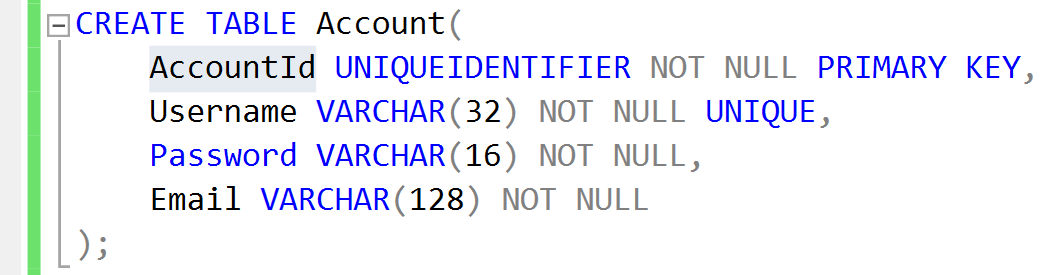 CREATE TABLE Account(
AccountId UNIQUEIDENTIFIER NOT NULL PRIMARY KEY,
Username VARCHAR(32) NOT NULL UNIQUE,
Password VARCHAR(16) NOT NULL,
Email VARCHAR(128) NOT NULL
);